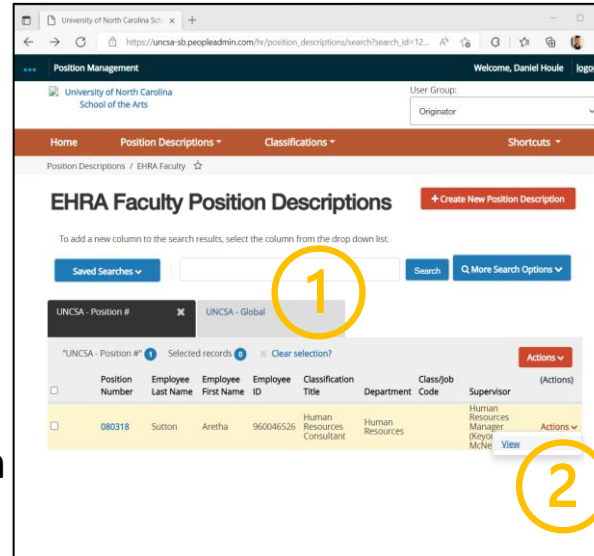 University of North Carolina Sch
https://uncsa-sb.peopleadmin.com/hr/position_descriptions/search?search_id=12...
Position Management
Welcome, Daniel Houle
logo
University of North Carolina
School of the Arts
User Group:
Originator
Home
Position Descriptions
Classifications
Shortcuts
Position Descriptions / EHRA Faculty
EHRA Faculty Position Descriptions
+ Create New Position Description
To add a new column to the search results, select the column from the drop down list.
Saved Searches
Search
More Search Options
1
UNCSA - Position #
UNCSA - Global
"UNCSA - Position #" 1 Selected records 0 × Clear selection?
Actions
Position Number
Employee Last Name
Employee First Name
Employee ID
Classification Title
Department
Class/Job Code
Supervisor
(Actions)
080318
Sutton
Aretha
960046526
Human Resources Consultant
Human Resources
Human Resources Manager (Keyon McNe
Actions
View
2
n